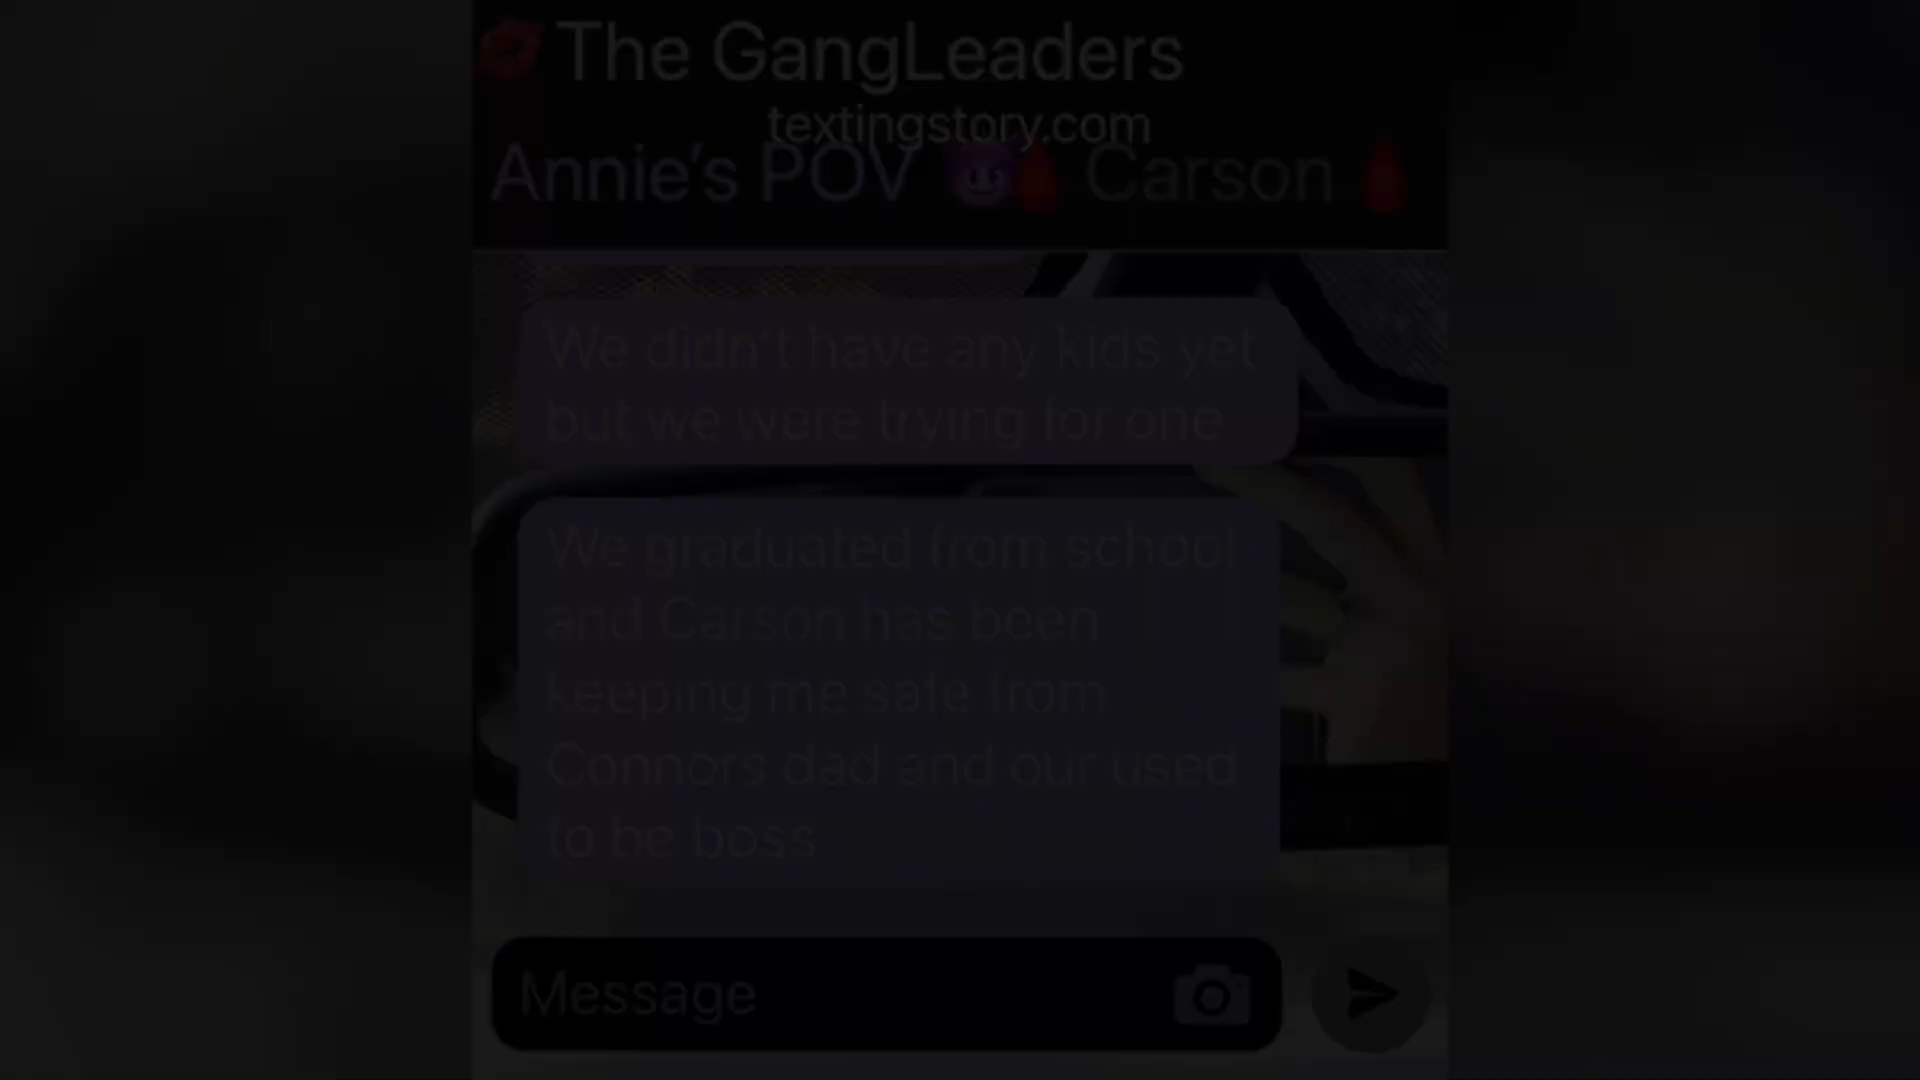 The GangLeaders
textingstory.com
Annie's POV 😈🩸 Carson 🩸
We didn't have any kids yet
but we were trying for one
We graduated from school
and Carson has been
keeping me safe from
Connors dad and our used
to be boss
Message